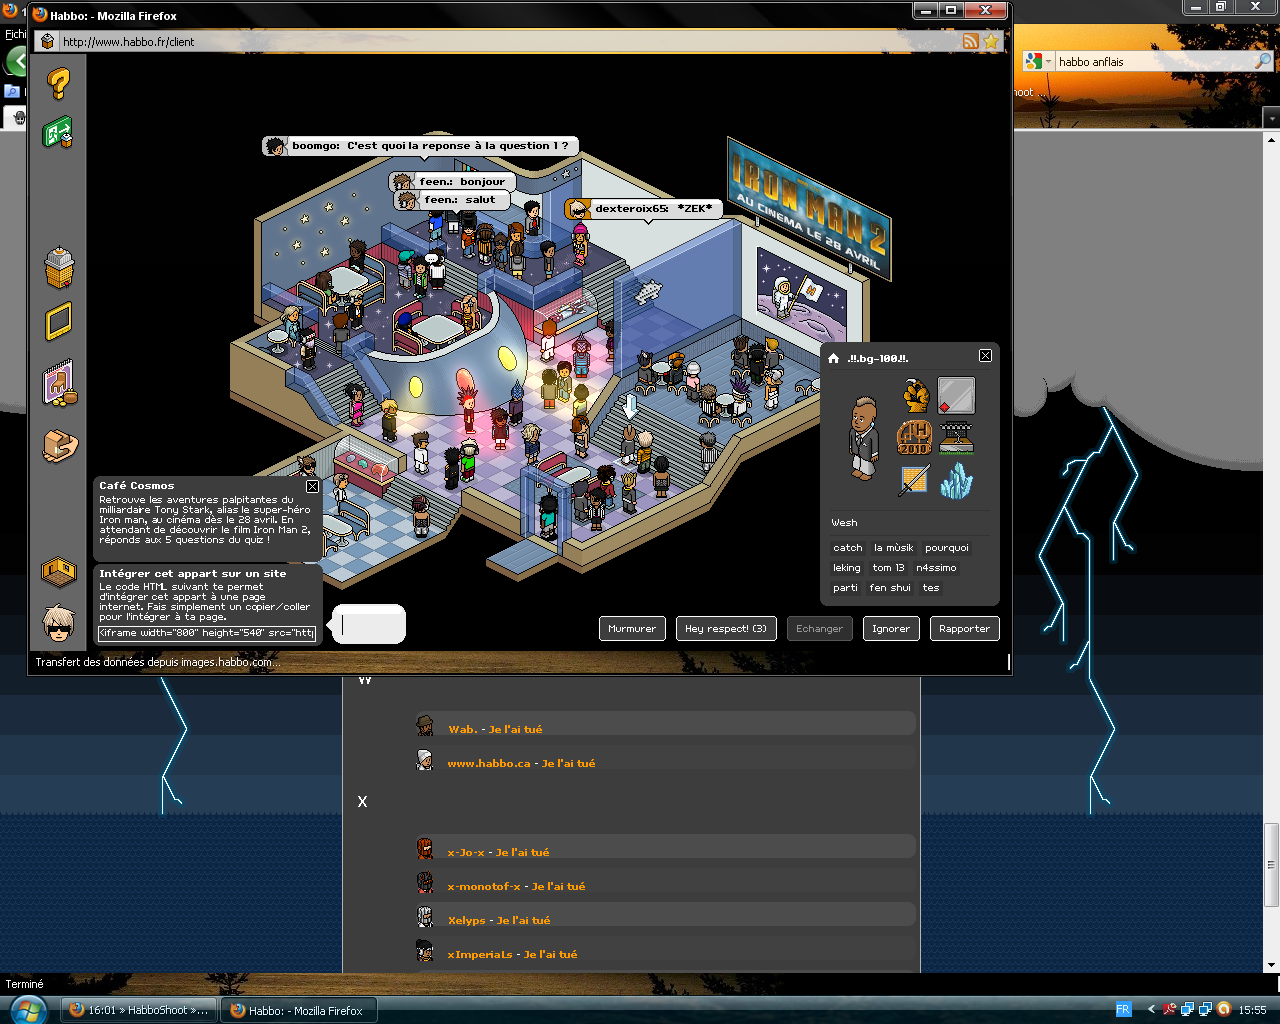 Habbo: - Mozilla Firefox
http://www.habbo.fr/client
habbo anflais
hoot ...
boomgo: C'est quoi la reponse à la question 1 ?
feen.: bonjour
feen.: salut
dexteroix65: *ZEK*
IRON MAN 2
AU CINEMA LE 28 AVRIL
.!!.bg-100.!!.
2010
Wesh
catch la mùsik pourquoi
leking tom 13 n4ssimo
parti fen shui tes
Café Cosmos
Retrouve les aventures palpitantes du
milliardaire Tony Stark, alias le super-héro
Iron man, au cinéma dès le 28 avril. En
attendant de découvrir le film Iron Man 2,
réponds aux 5 questions du quiz !
Intégrer cet appart sur un site
Le code HTML suivant te permet
d'intégrer cet appart à une page
internet. Fais simplement un copier/coller
pour l'intégrer à ta page.
<iframe width="800" height="540" src="htt
Murmurer Hey respect! (3) Echanger Ignorer Rapporter
Transfert des données depuis images.habbo.com...
W
Wab. - Je l'ai tué
www.habbo.ca - Je l'ai tué
X
x-Jo-x - Je l'ai tué
x-monotof-x - Je l'ai tué
Xelyps - Je l'ai tué
xImperiaLs - Je l'ai tué
Terminé
16:01 » HabboShoot »... Habbo: - Mozilla Firefox FR 15:55